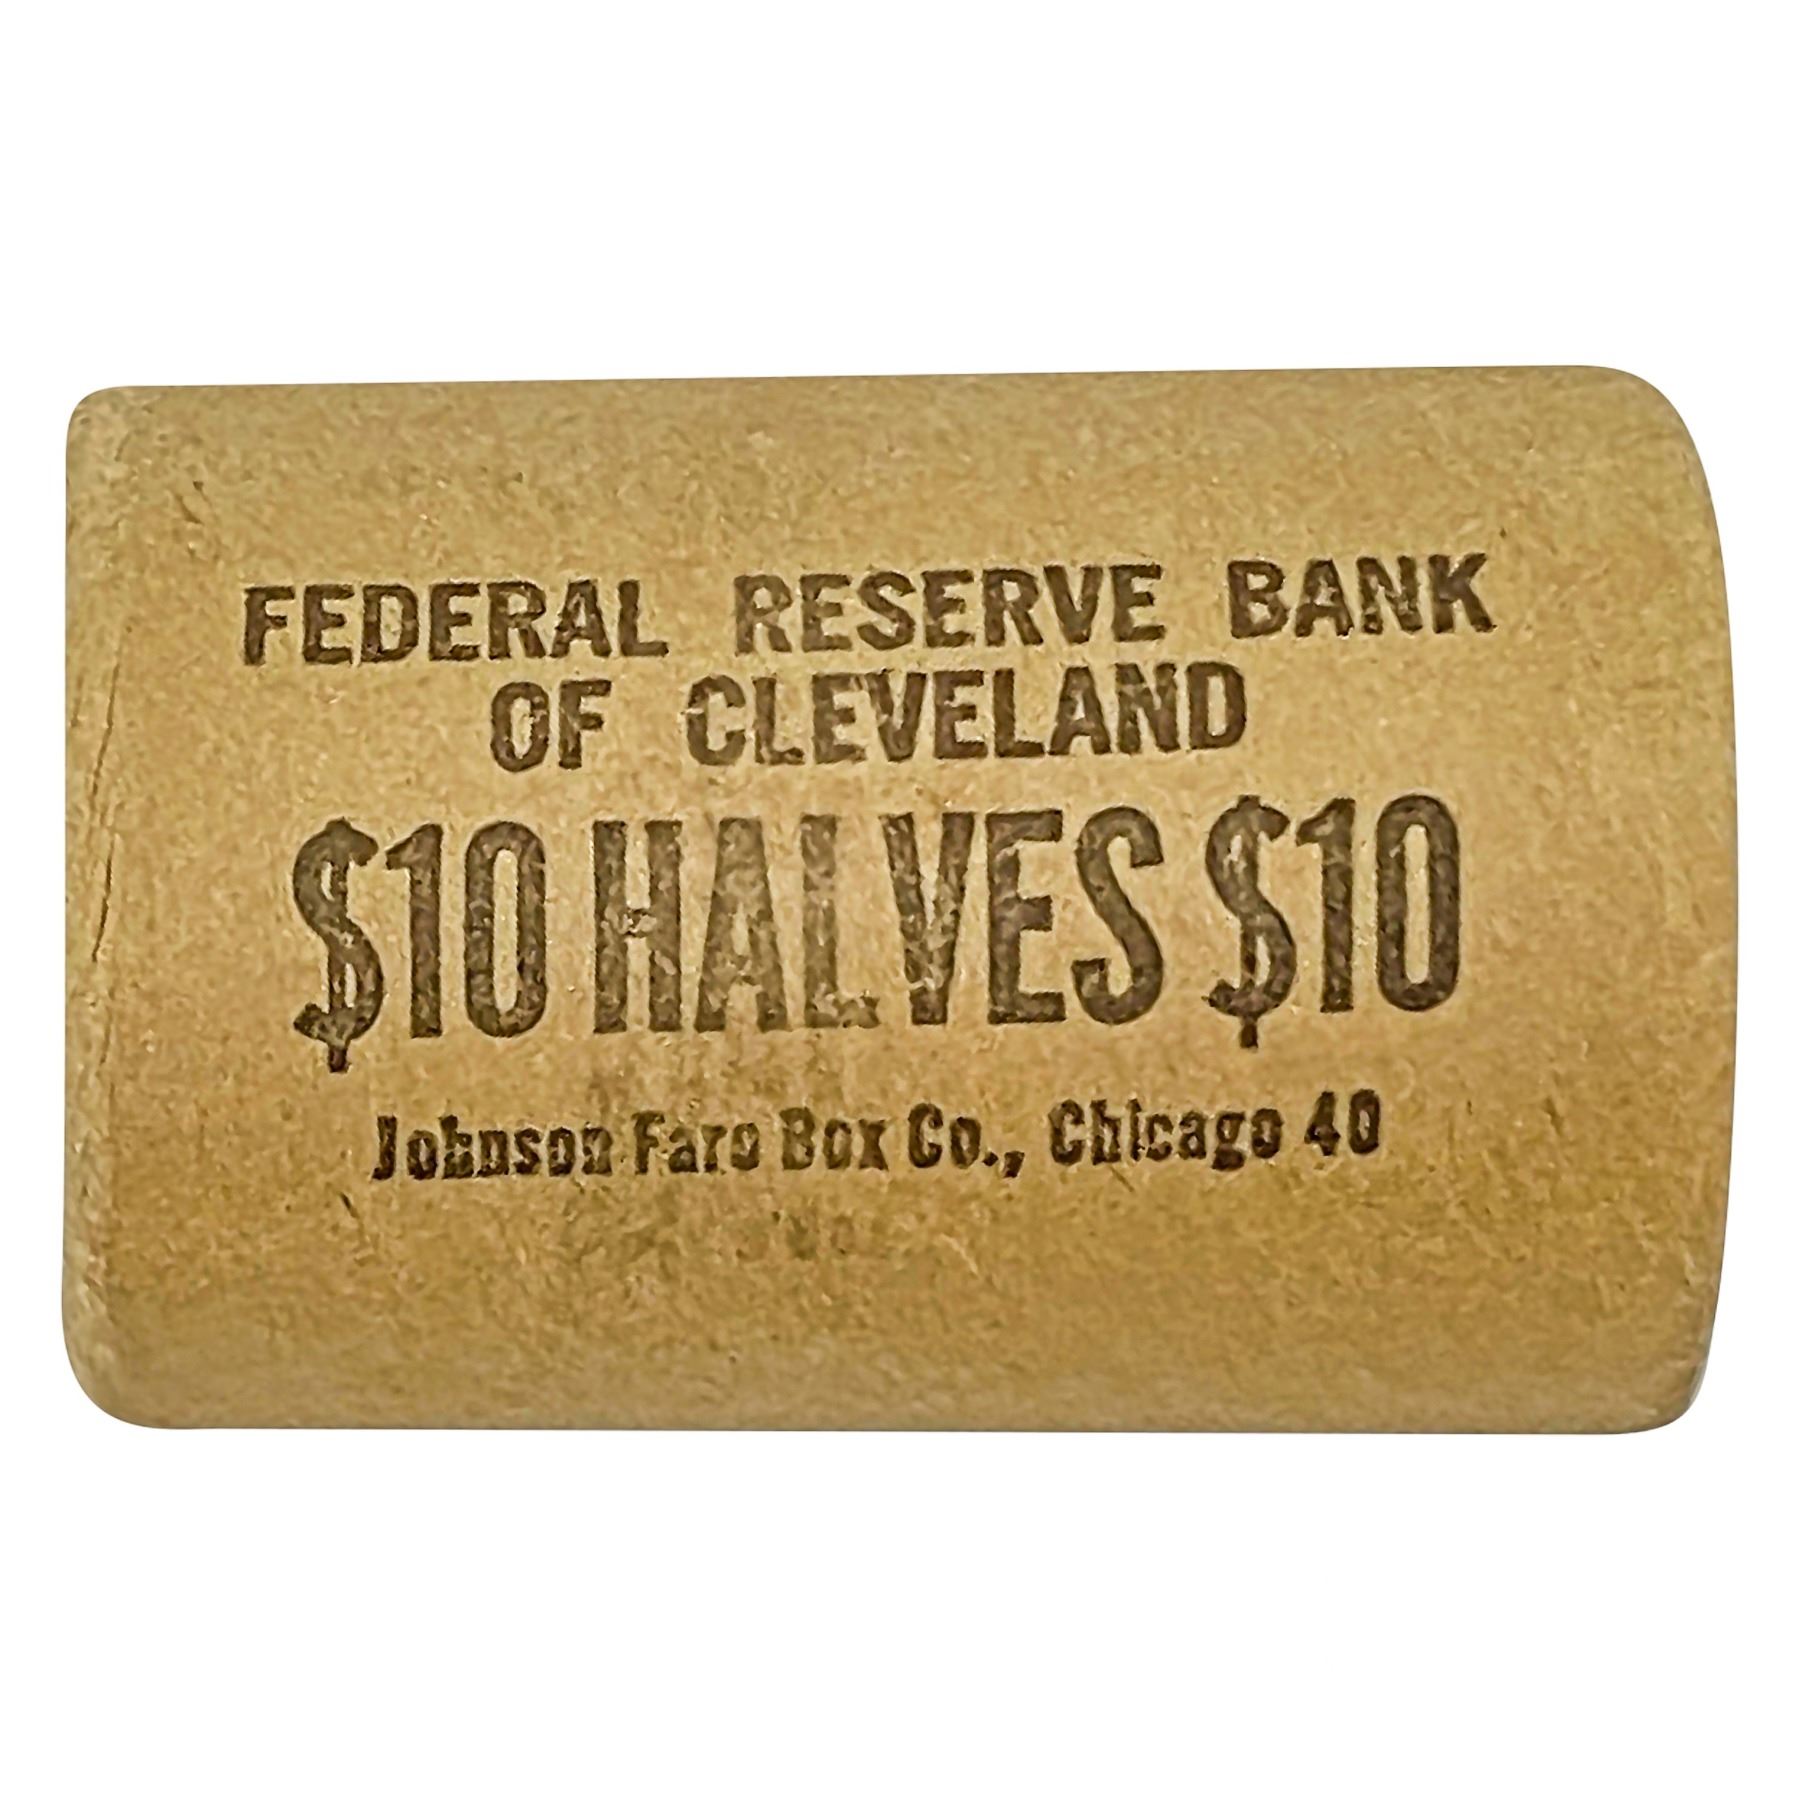 FEDERAL RESERVE BANK
OF CLEVELAND
$10 HALVES $10
Johnson Fare Box Co., Chicago 40